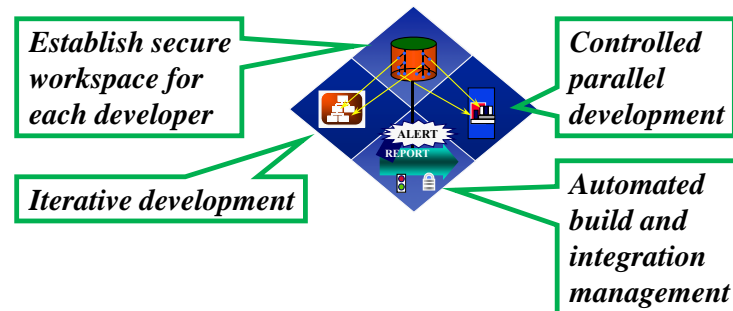 Establish secure
workspace for
each developer
Controlled
parallel
development
ALERT
REPORT
Iterative development
Automated
build and
integration
management